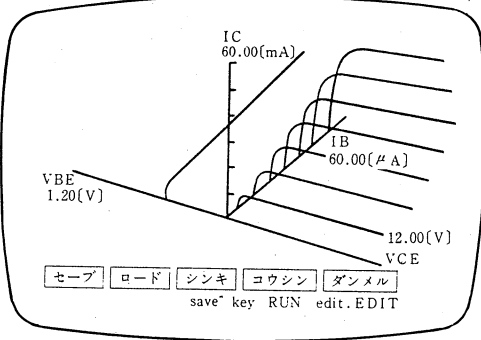 IC
60.00[mA]
IB
60.00[μA]
VBE
1.20[V]
12.00[V]
VCE
セーブ ロード シンキ コウシン ダンメル
save" key RUN edit.EDIT